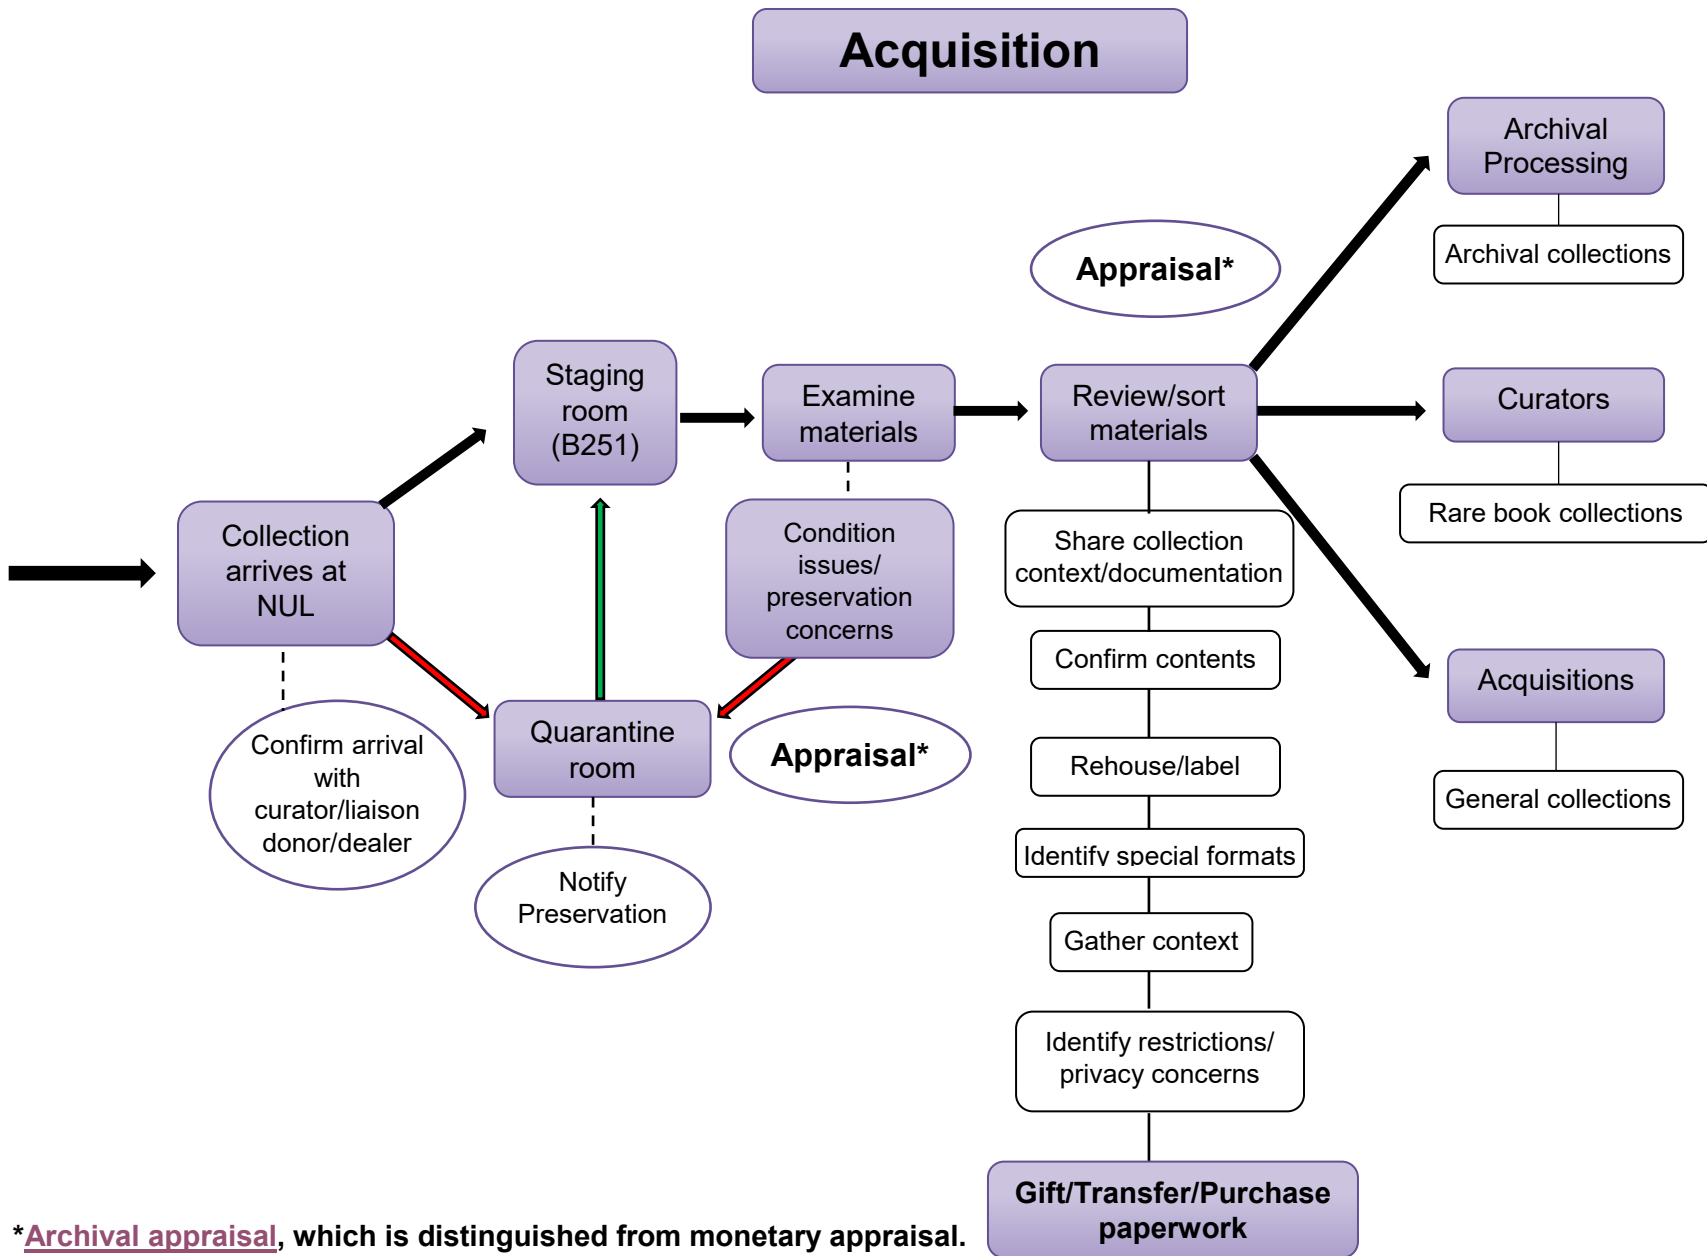 Acquisition
Archival
Processing
Archival collections
Appraisal*
Staging
room
(B251)
Examine
materials
Review/sort
materials
Curators
Rare book collections
Collection
arrives at
NUL
Condition
issues/
preservation
concerns
Share collection
context/documentation
Confirm contents
Acquisitions
General collections
Quarantine
room
Appraisal*
Confirm arrival
with
curator/liaison
donor/dealer
Rehouse/label
Identify special formats
Notify
Preservation
Gather context
Identify restrictions/
privacy concerns
Gift/Transfer/Purchase
paperwork
*Archival appraisal, which is distinguished from monetary appraisal.